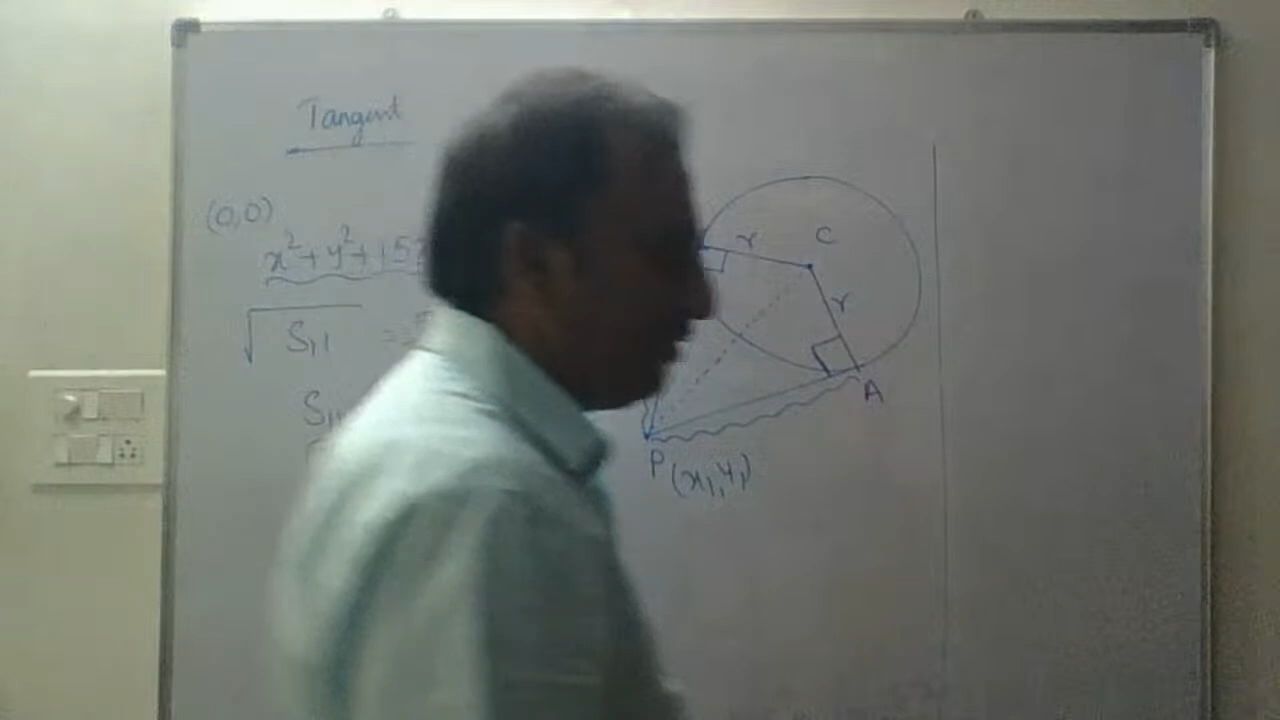 Tangent
(0,0)
x²+y²+15
√S₁₁ =
S₁₁
r
C
r
A
P(x₁,y₁)